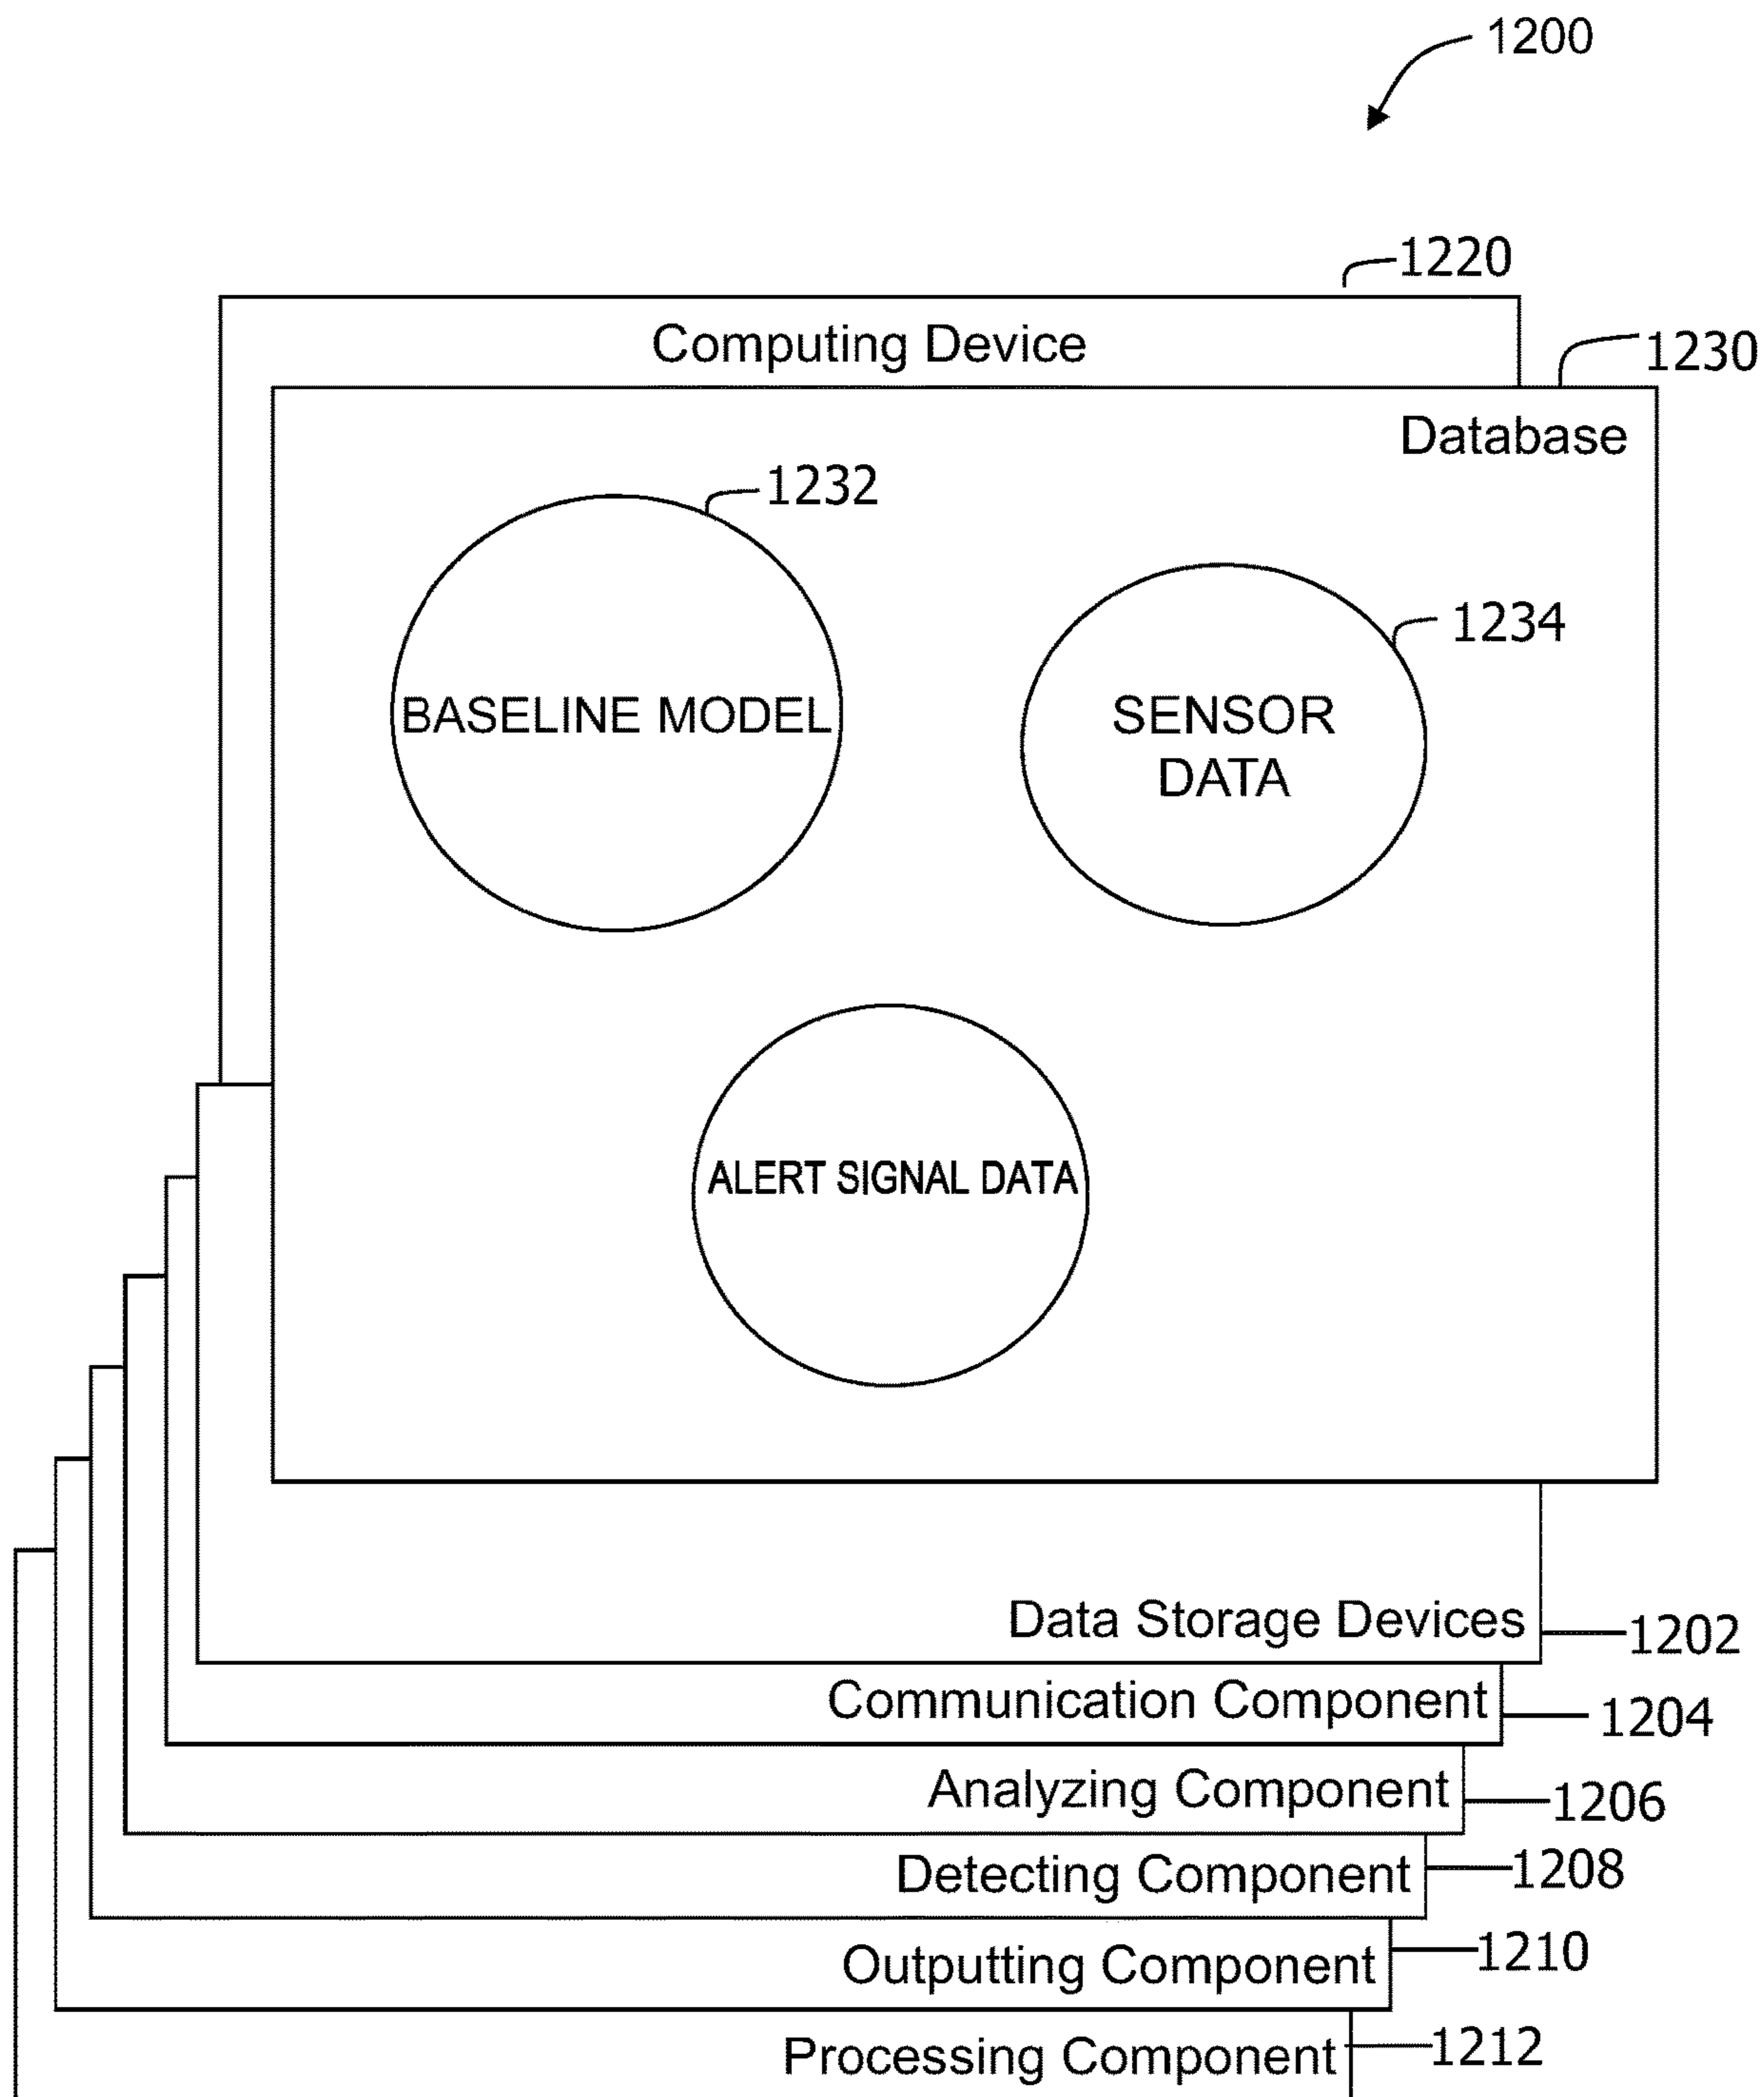 1200
1220
Computing Device
1230
Database
1232
1234
BASELINE MODEL
SENSOR
DATA
ALERT SIGNAL DATA
Data Storage Devices
1202
Communication Component
1204
Analyzing Component
1206
Detecting Component
1208
Outputting Component
1210
Processing Component
1212